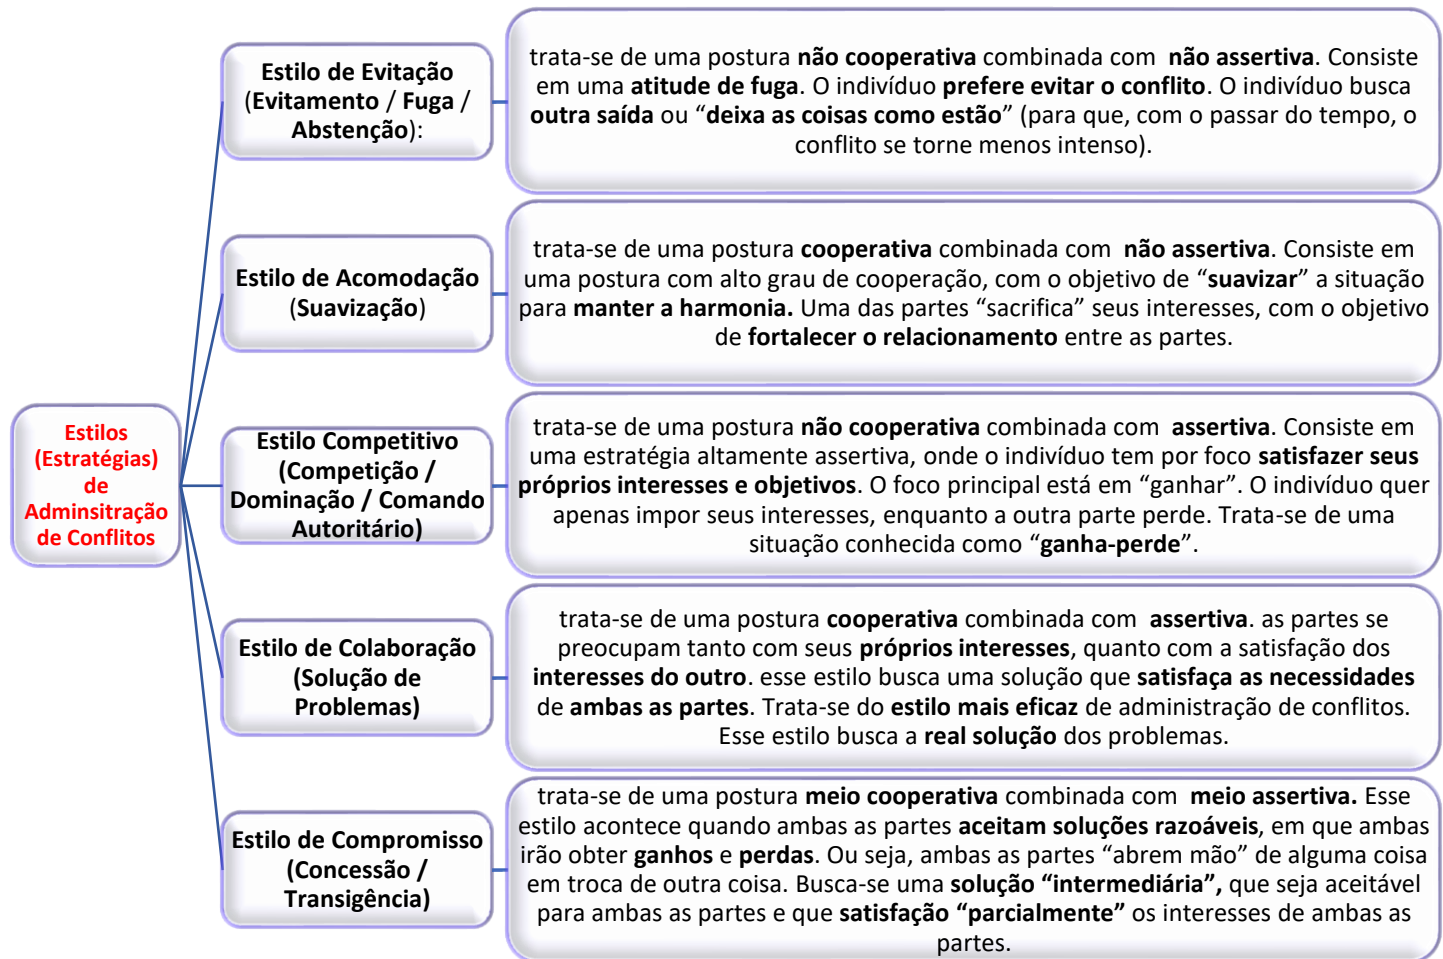 Estilos
(Estratégias)
de
Adminsitração
de Conflitos
Estilo de Evitação
(Evitamento / Fuga /
Abstenção):
trata-se de uma postura não cooperativa combinada com não assertiva. Consiste
em uma atitude de fuga. O indivíduo prefere evitar o conflito. O indivíduo busca
outra saída ou “deixa as coisas como estão” (para que, com o passar do tempo, o
conflito se torne menos intenso).
Estilo de Acomodação
(Suavização)
trata-se de uma postura cooperativa combinada com não assertiva. Consiste em
uma postura com alto grau de cooperação, com o objetivo de “suavizar” a situação
para manter a harmonia. Uma das partes “sacrifica” seus interesses, com o objetivo
de fortalecer o relacionamento entre as partes.
Estilo Competitivo
(Competição /
Dominação / Comando
Autoritário)
trata-se de uma postura não cooperativa combinada com assertiva. Consiste em
uma estratégia altamente assertiva, onde o indivíduo tem por foco satisfazer seus
próprios interesses e objetivos. O foco principal está em “ganhar”. O indivíduo quer
apenas impor seus interesses, enquanto a outra parte perde. Trata-se de uma
situação conhecida como “ganha-perde”.
Estilo de Colaboração
(Solução de
Problemas)
trata-se de uma postura cooperativa combinada com assertiva. as partes se
preocupam tanto com seus próprios interesses, quanto com a satisfação dos
interesses do outro. esse estilo busca uma solução que satisfaça as necessidades
de ambas as partes. Trata-se do estilo mais eficaz de administração de conflitos.
Esse estilo busca a real solução dos problemas.
Estilo de Compromisso
(Concessão /
Transigência)
trata-se de uma postura meio cooperativa combinada com meio assertiva. Esse
estilo acontece quando ambas as partes aceitam soluções razoáveis, em que ambas
irão obter ganhos e perdas. Ou seja, ambas as partes “abrem mão” de alguma coisa
em troca de outra coisa. Busca-se uma solução “intermediária”, que seja aceitável
para ambas as partes e que satisfação “parcialmente” os interesses de ambas as
partes.